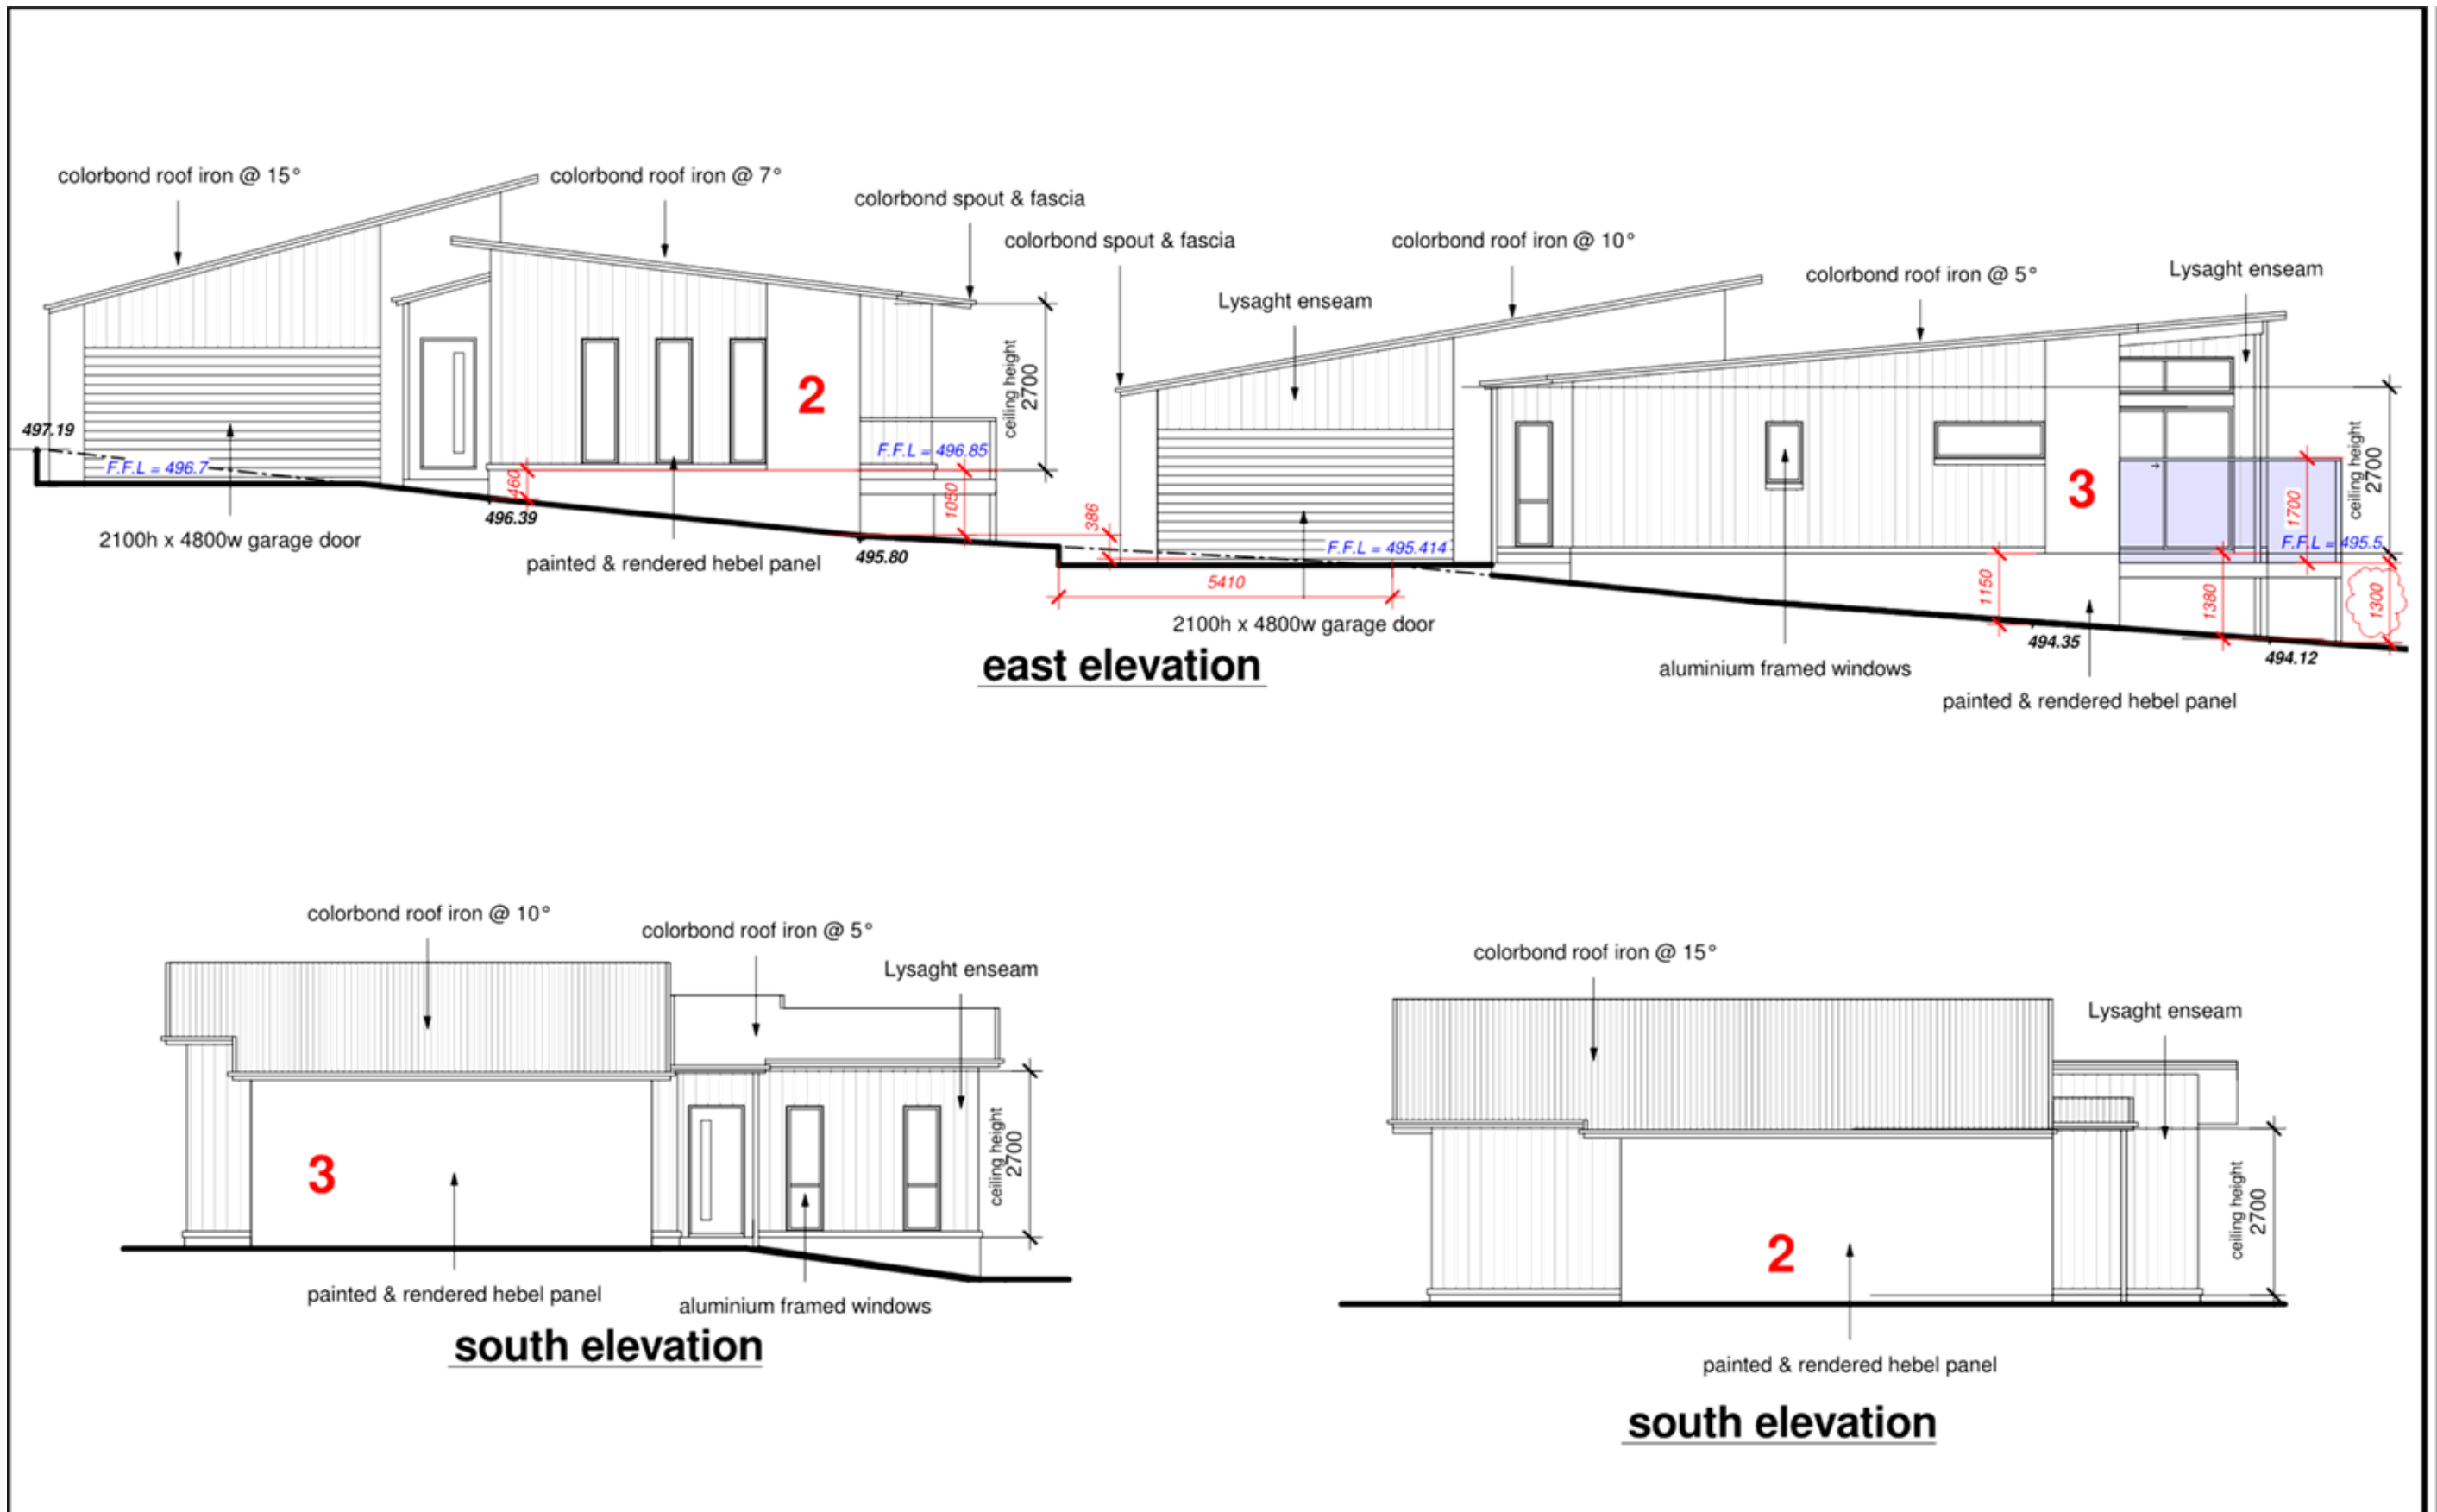 colorbond roof iron @ 15°
colorbond roof iron @ 7°
colorbond spout & fascia
colorbond spout & fascia
colorbond roof iron @ 10°
colorbond roof iron @ 5°
Lysaght enseam
Lysaght enseam
497.19
F.F.L = 496.7
2
ceiling height
2700
F.F.L = 496.85
460
496.39
1050
495.80
386
2100h x 4800w garage door
painted & rendered hebel panel
F.F.L = 495.414
5410
2100h x 4800w garage door
3
ceiling height
2700
1700
F.F.L = 495.5
1150
1380
1300
494.35
494.12
aluminium framed windows
painted & rendered hebel panel
east elevation
colorbond roof iron @ 10°
colorbond roof iron @ 5°
Lysaght enseam
3
ceiling height
2700
painted & rendered hebel panel
aluminium framed windows
south elevation
colorbond roof iron @ 15°
Lysaght enseam
2
ceiling height
2700
painted & rendered hebel panel
south elevation